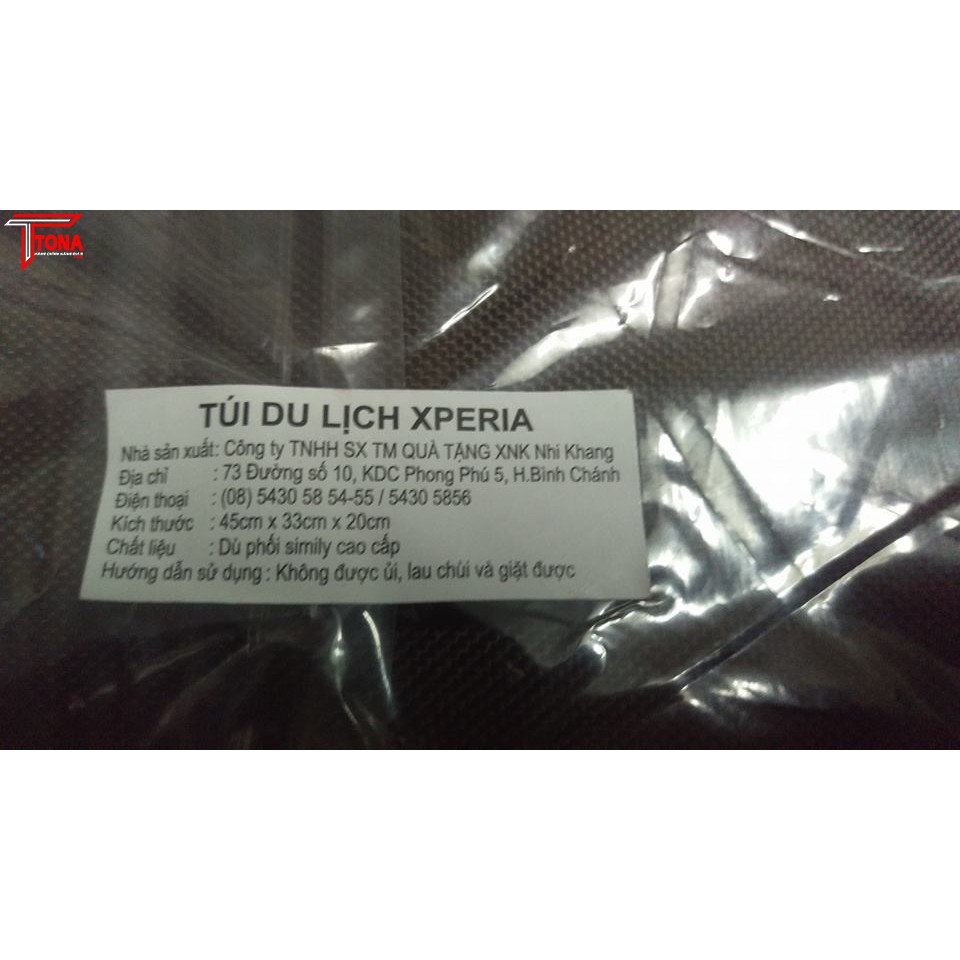 TONA
TÚI DU LỊCH XPERIA
Nhà sản xuất: Công ty TNHH SX TM QUÀ TẶNG XNK Nhi Khang
Địa chỉ : 73 Đường số 10, KDC Phong Phú 5, H.Bình Chánh
Điện thoại : (08) 5430 58 54-55 / 5430 5856
Kích thước : 45cm x 33cm x 20cm
Chất liệu : Dù phối simily cao cấp
Hướng dẫn sử dụng : Không được ủi, lau chùi và giặt được